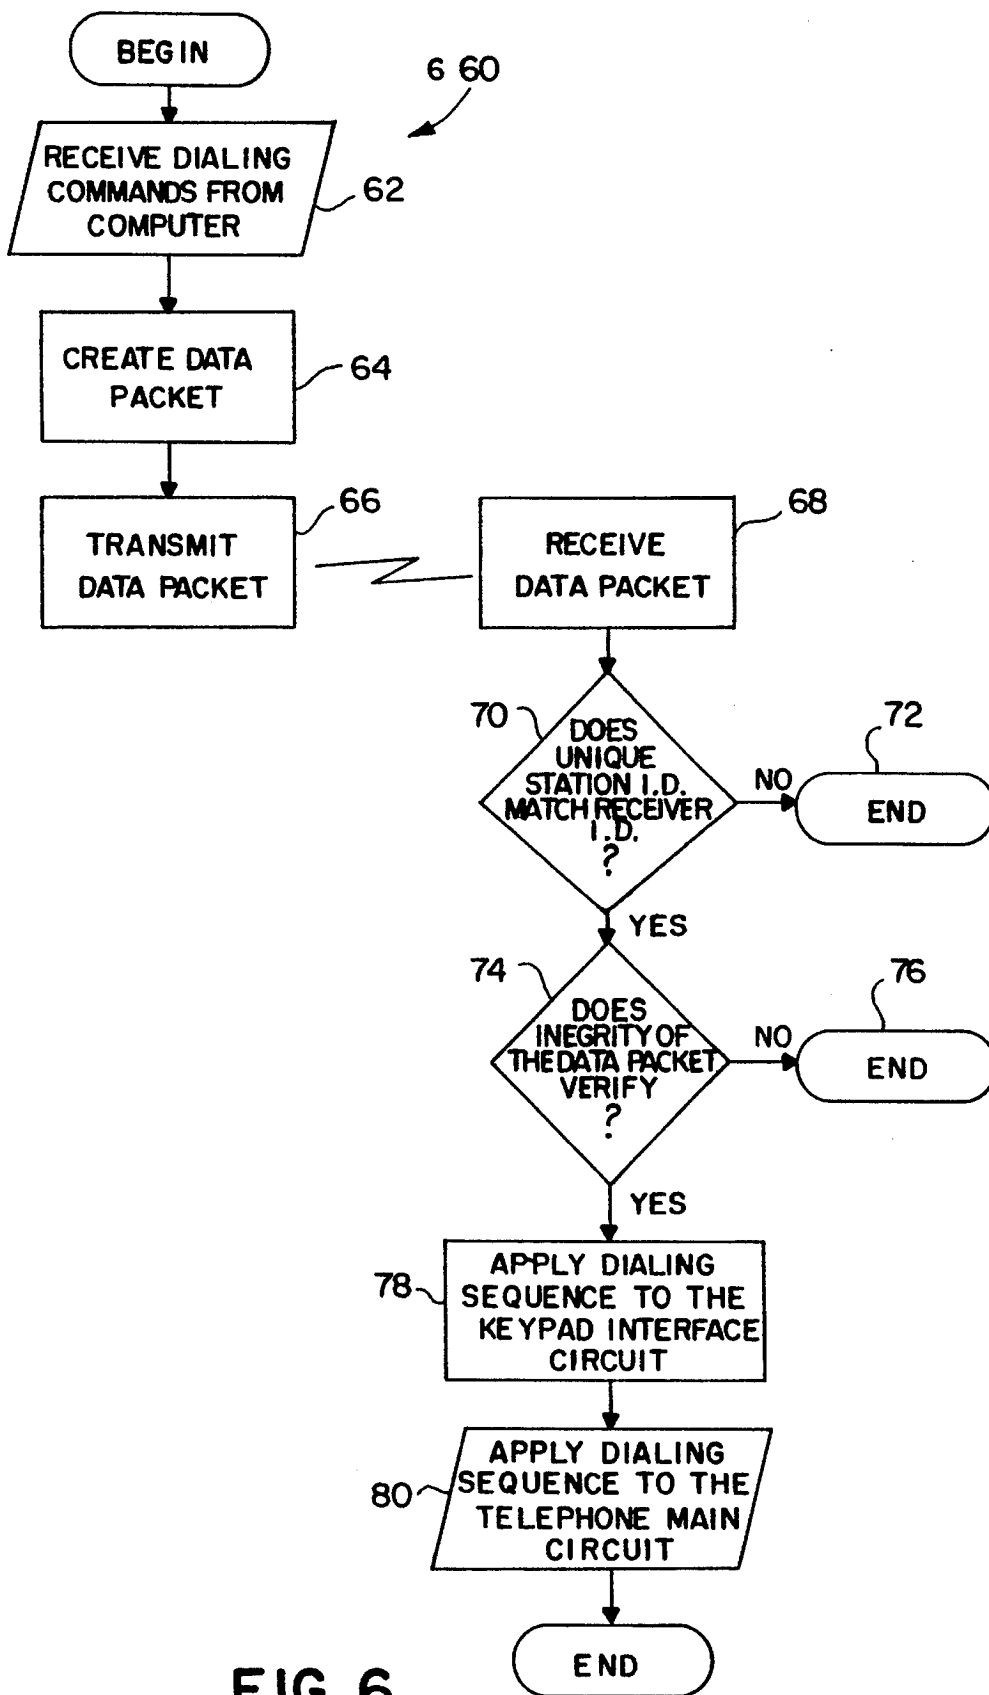 BEGIN
6 60
RECEIVE DIALING
COMMANDS FROM
COMPUTER
62
CREATE DATA
PACKET
64
TRANSMIT
DATA PACKET
66
RECEIVE
DATA PACKET
68
70
DOES
UNIQUE
STATION I.D.
MATCH RECEIVER
I.D.
?
NO
72
END
YES
74
DOES
INEGRITY OF
THE DATA PACKET
VERIFY
?
NO
76
END
YES
78
APPLY DIALING
SEQUENCE TO THE
KEYPAD INTERFACE
CIRCUIT
80
APPLY DIALING
SEQUENCE TO THE
TELEPHONE MAIN
CIRCUIT
END
FIG. 6